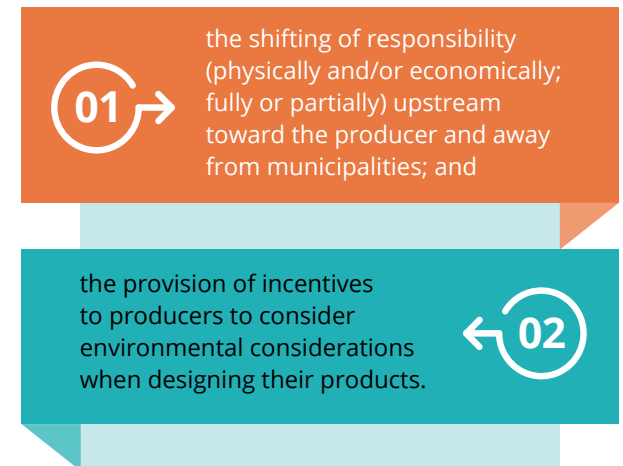 01
the shifting of responsibility
(physically and/or economically;
fully or partially) upstream
toward the producer and away
from municipalities; and
the provision of incentives
to producers to consider
environmental considerations
when designing their products.
02